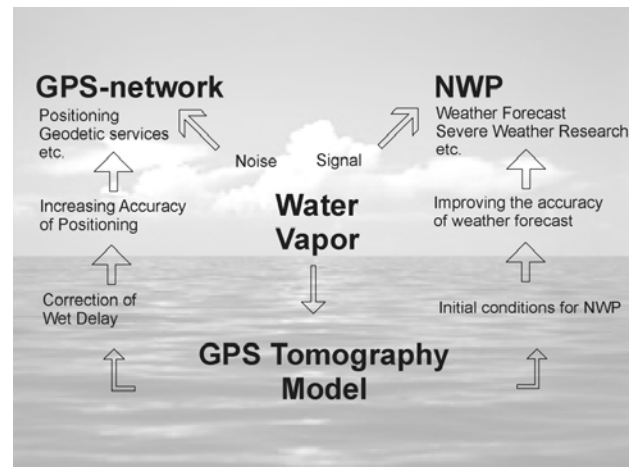 GPS-network
Positioning
Geodetic services
etc.
Increasing Accuracy
of Positioning
Correction of
Wet Delay
Noise
Signal
Water
Vapor
GPS Tomography
Model
NWP
Weather Forecast
Severe Weather Research
etc.
Improving the accuracy
of weather forecast
Initial conditions for NWP